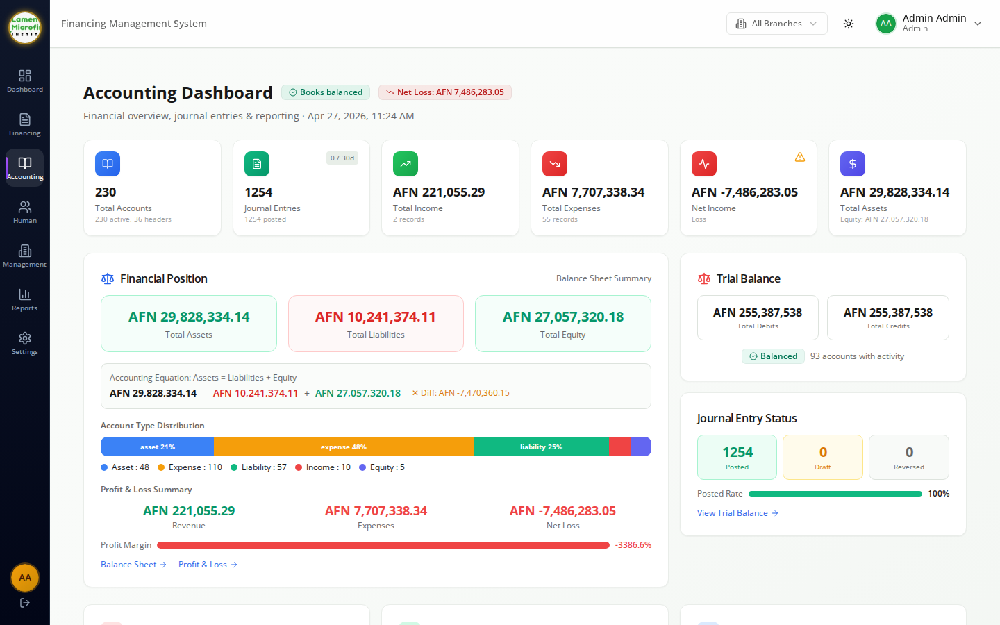 Lamen
Microfi
INSTIT
Financing Management System
All Branches
AA
Admin Admin
Admin
Dashboard
Financing
Accounting
Human
Management
Reports
Settings
AA
Accounting Dashboard
Books balanced
Net Loss: AFN 7,486,283.05
Financial overview, journal entries & reporting · Apr 27, 2026, 11:24 AM
230
Total Accounts
230 active, 36 headers
0 / 30d
1254
Journal Entries
1254 posted
AFN 221,055.29
Total Income
2 records
AFN 7,707,338.34
Total Expenses
55 records
AFN -7,486,283.05
Net Income
Loss
AFN 29,828,334.14
Total Assets
Equity: AFN 27,057,320.18
Financial Position
Balance Sheet Summary
AFN 29,828,334.14
Total Assets
AFN 10,241,374.11
Total Liabilities
AFN 27,057,320.18
Total Equity
Accounting Equation: Assets = Liabilities + Equity
AFN 29,828,334.14 = AFN 10,241,374.11 + AFN 27,057,320.18 ✕ Diff: AFN -7,470,360.15
Account Type Distribution
asset 21%
expense 48%
liability 25%
Asset : 48
Expense : 110
Liability : 57
Income : 10
Equity : 5
Profit & Loss Summary
AFN 221,055.29
Revenue
AFN 7,707,338.34
Expenses
AFN -7,486,283.05
Net Loss
Profit Margin
-3386.6%
Balance Sheet →
Profit & Loss →
Trial Balance
AFN 255,387,538
Total Debits
AFN 255,387,538
Total Credits
Balanced
93 accounts with activity
Journal Entry Status
1254
Posted
0
Draft
0
Reversed
Posted Rate
100%
View Trial Balance →